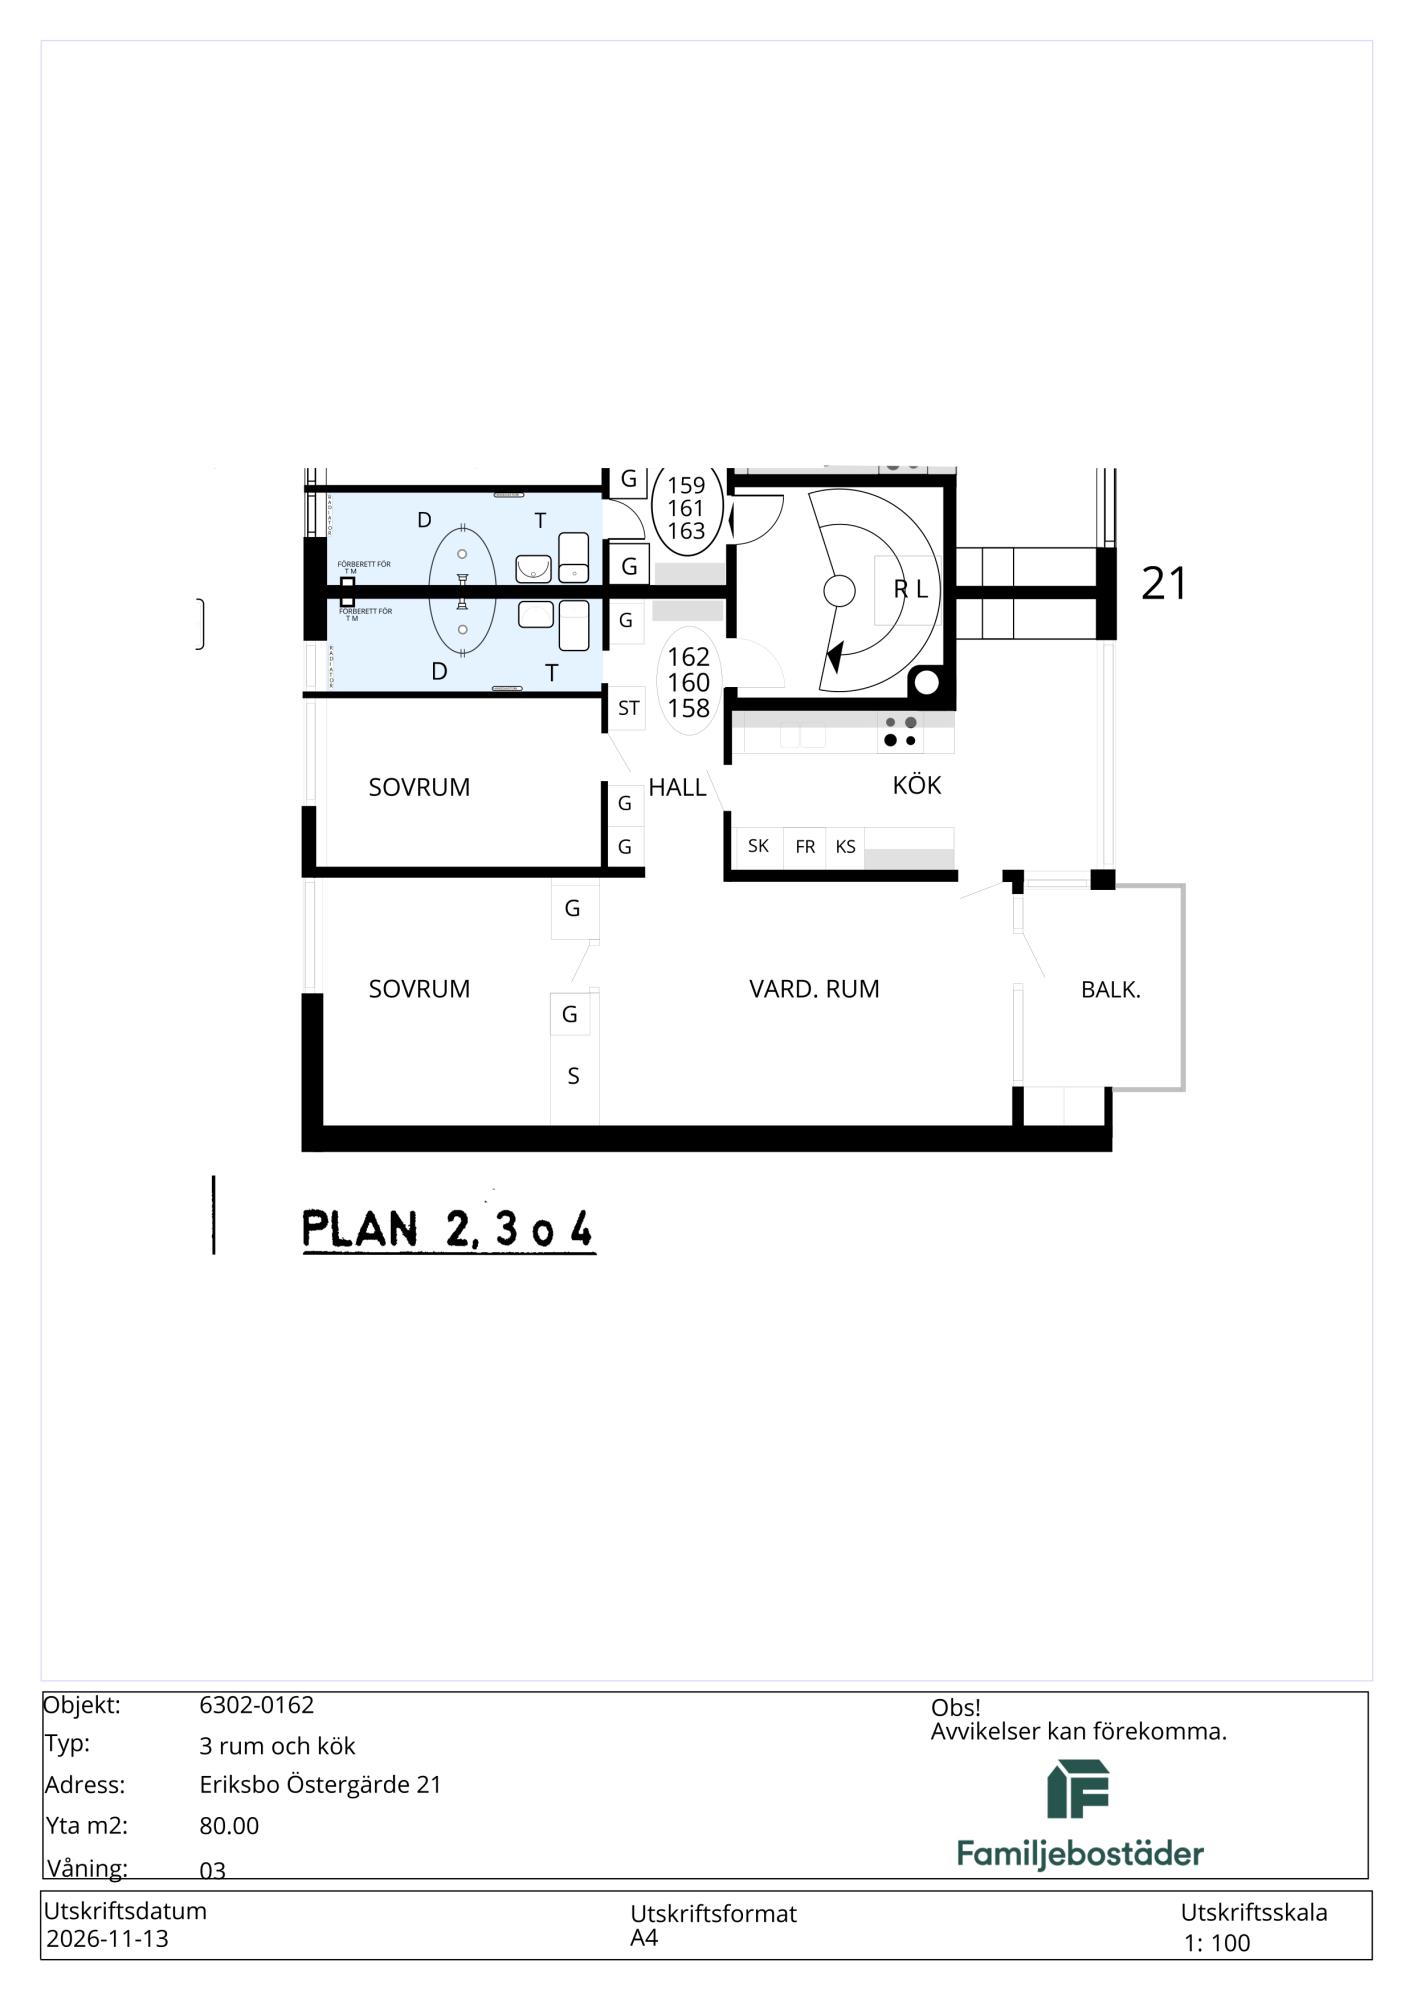 G
159
161
163
RADIATOR
D
T
FÖRBERETT FÖR
T M
G
R L
21
FÖRBERETT FÖR
T M
G
RADIATOR
D
T
162
160
158
ST
SOVRUM
HALL
KÖK
G
G
SK
FR
KS
G
SOVRUM
VARD. RUM
BALK.
G
S
PLAN 2, 3 o 4
Objekt: 6302-0162
Typ: 3 rum och kök
Adress: Eriksbo Östergärde 21
Yta m2: 80.00
Våning: 03
Obs!
Avvikelser kan förekomma.
Familjebostäder
Utskriftsdatum
2026-11-13
Utskriftsformat
A4
Utskriftsskala
1: 100